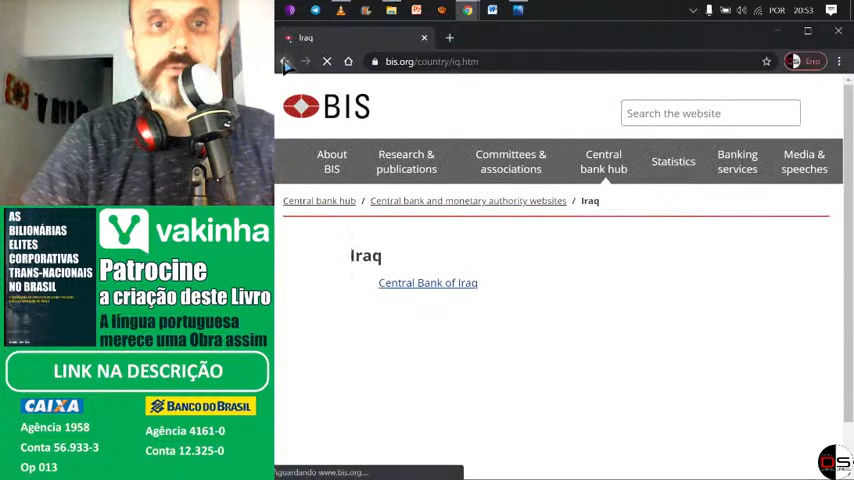 POR
20:53
Iraq
bis.org/country/iq.htm
Erro
BIS
Search the website
About BIS
Research & publications
Committees & associations
Central bank hub
Statistics
Banking services
Media & speeches
Central bank hub / Central bank and monetary authority websites / Iraq
Iraq
Central Bank of Iraq
Aguardando www.bis.org...
AS
BILIONÁRIAS
ELITES
CORPORATIVAS
TRANS-NACIONAIS
NO BRASIL
vakinha
Patrocine
a criação deste Livro
A língua portuguesa
merece uma Obra assim
LINK NA DESCRIÇÃO
CAIXA
Agência 1958
Conta 56.933-3
Op 013
BANCO DO BRASIL
Agência 4161-0
Conta 12.325-0